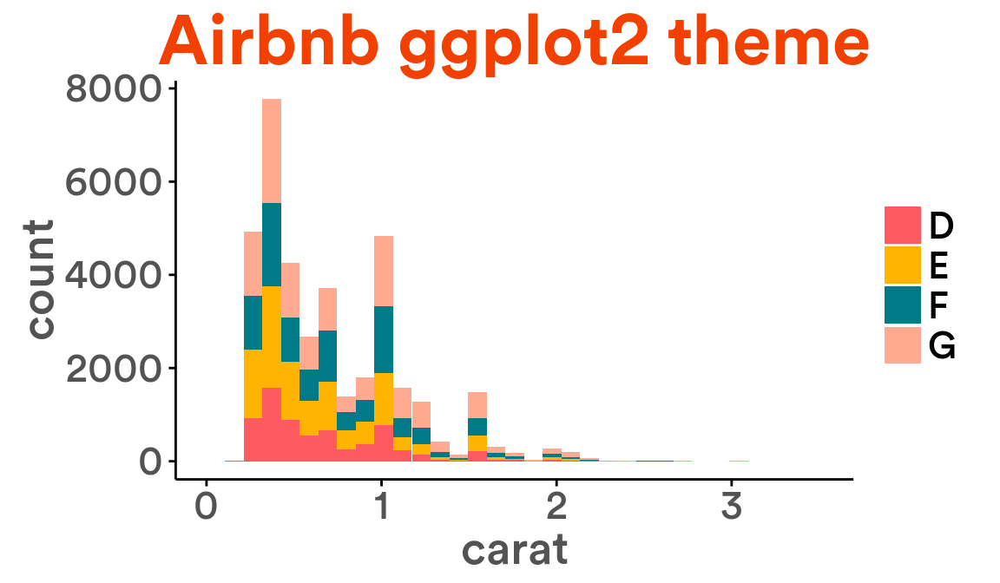 Airbnb ggplot2 theme
8000
6000
4000
2000
0
count
0 1 2 3
carat
D
E
F
G